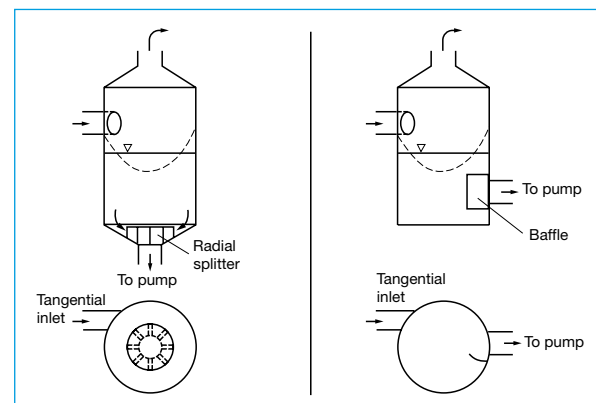 Radial
splitter
To pump
Tangential
inlet
To pump
Baffle
Tangential
inlet
To pump